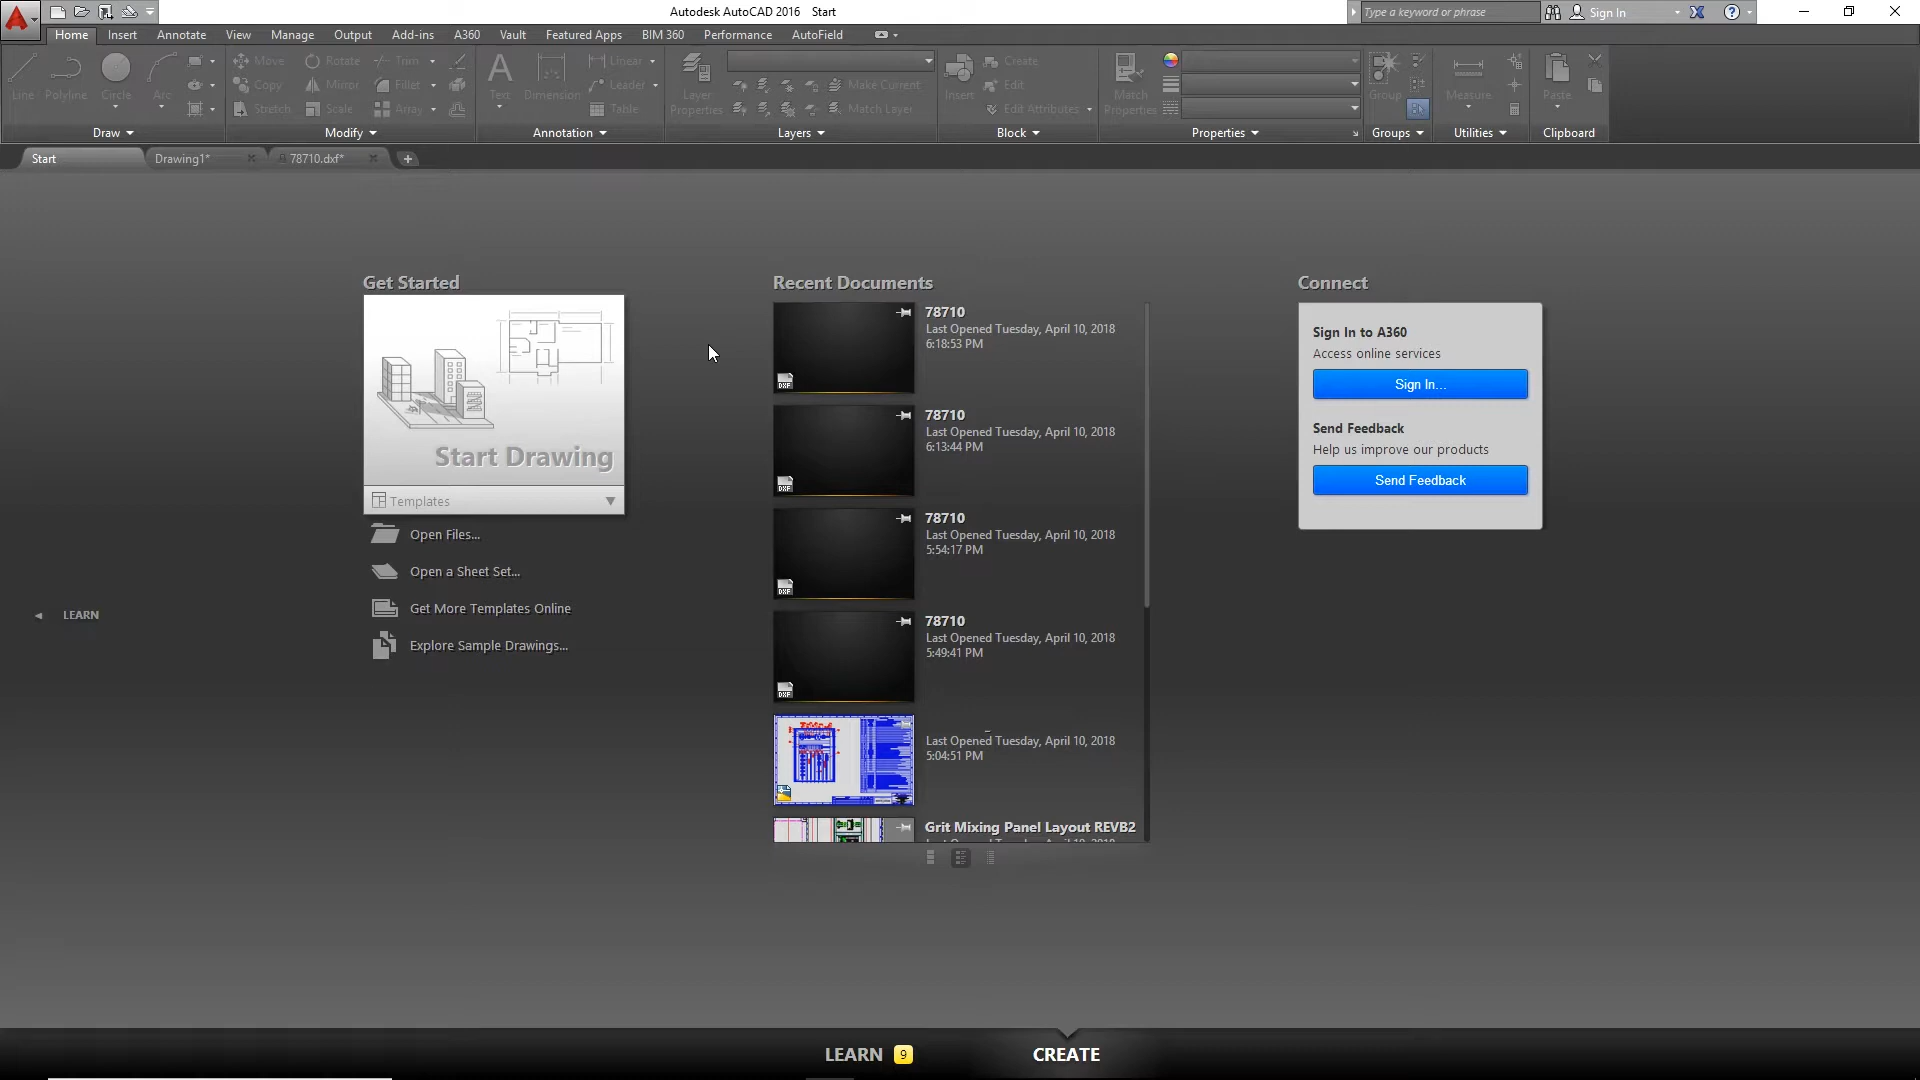 Autodesk AutoCAD 2016 Start
Type a keyword or phrase
Sign In
Home Insert Annotate View Manage Output Add-ins A360 Vault Featured Apps BIM 360 Performance AutoField
Line
Polyline
Circle
Arc
Draw
Move
Rotate
Trim
Copy
Mirror
Fillet
Stretch
Scale
Array
Modify
Text
Dimension
Linear
Leader
Table
Annotation
Layer
Properties
Make Current
Match Layer
Layers
Insert
Create
Edit
Edit Attributes
Block
Match
Properties
Properties
Group
Groups
Measure
Utilities
Paste
Clipboard
Start
Drawing1*
78710.dxf*
Get Started
Start Drawing
Templates
Open Files...
Open a Sheet Set...
Get More Templates Online
Explore Sample Drawings...
LEARN
Recent Documents
78710
Last Opened Tuesday, April 10, 2018
6:18:53 PM
DXF
78710
Last Opened Tuesday, April 10, 2018
6:13:44 PM
DXF
78710
Last Opened Tuesday, April 10, 2018
5:54:17 PM
DXF
78710
Last Opened Tuesday, April 10, 2018
5:49:41 PM
DXF
Last Opened Tuesday, April 10, 2018
5:04:51 PM
Grit Mixing Panel Layout REVB2
Connect
Sign In to A360
Access online services
Sign In...
Send Feedback
Help us improve our products
Send Feedback
LEARN 9
CREATE